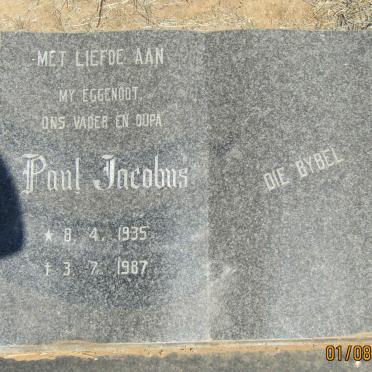 MET LIEFDE AAN
MY EGGENOOT,
ONS VADER EN OUPA
Paul Jacobus
★ 8. 4. 1935
† 3. 7. 1987
DIE BYBEL
01/08